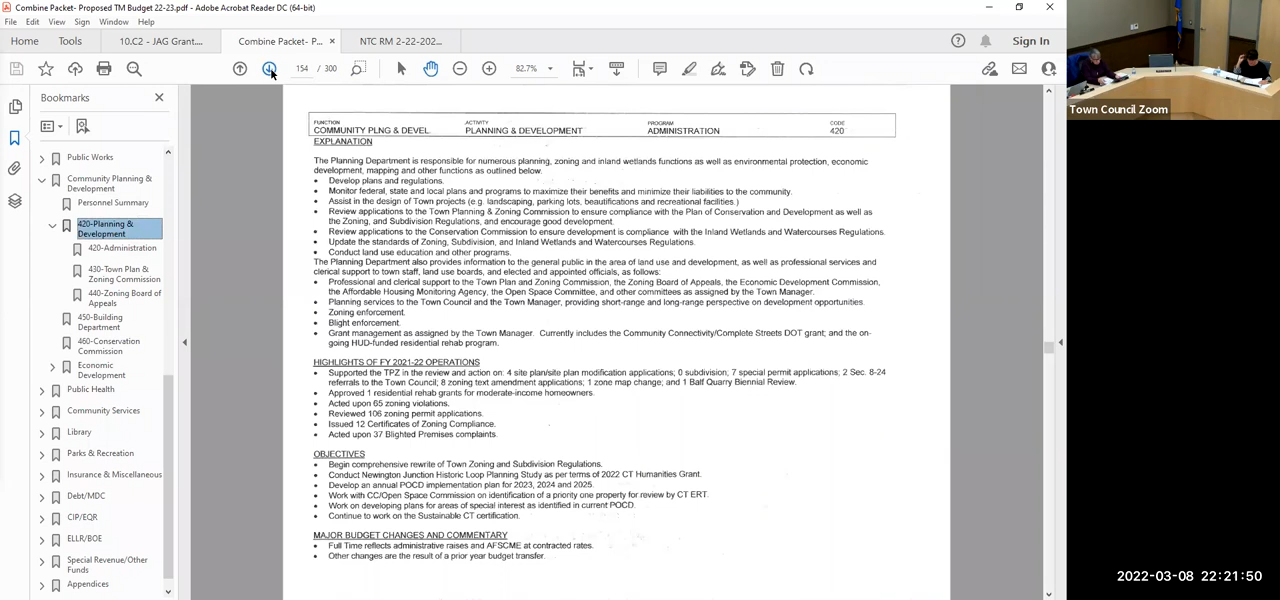 Combine Packet- Proposed TM Budget 22-23.pdf - Adobe Acrobat Reader DC (64-bit)
File Edit View Sign Window Help
Home Tools 10.C2 - JAG Grant.... Combine Packet- P... × NTC RM 2-22-202... Sign In
154 / 300 82.7%
Bookmarks
Public Works
Community Planning &
Development
Personnel Summary
420-Planning &
Development
420-Administration
430-Town Plan &
Zoning Commission
440-Zoning Board of
Appeals
450-Building
Department
460-Conservation
Commission
Economic
Development
Public Health
Community Services
Library
Parks & Recreation
Insurance & Miscellaneous
Debt/MDC
CIP/EQR
ELLR/BOE
Special Revenue/Other
Funds
Appendices
FUNCTION ACTIVITY PROGRAM CODE
COMMUNITY PLNG & DEVEL. PLANNING & DEVELOPMENT ADMINISTRATION 420
EXPLANATION
The Planning Department is responsible for numerous planning, zoning and inland wetlands functions as well as environmental protection, economic
development, mapping and other functions as outlined below.
• Develop plans and regulations.
• Monitor federal, state and local plans and programs to maximize their benefits and minimize their liabilities to the community.
• Assist in the design of Town projects (e.g. landscaping, parking lots, beautifications and recreational facilities.)
• Review applications to the Town Planning & Zoning Commission to ensure compliance with the Plan of Conservation and Development as well as
the Zoning, and Subdivision Regulations, and encourage good development.
• Review applications to the Conservation Commission to ensure development is compliance with the Inland Wetlands and Watercourses Regulations.
• Update the standards of Zoning, Subdivision, and Inland Wetlands and Watercourses Regulations.
• Conduct land use education and other programs.
The Planning Department also provides information to the general public in the area of land use and development, as well as professional services and
clerical support to town staff, land use boards, and elected and appointed officials, as follows:
• Professional and clerical support to the Town Plan and Zoning Commission, the Zoning Board of Appeals, the Economic Development Commission,
the Affordable Housing Monitoring Agency, the Open Space Committee, and other committees as assigned by the Town Manager.
• Planning services to the Town Council and the Town Manager, providing short-range and long-range perspective on development opportunities.
• Zoning enforcement.
• Blight enforcement.
• Grant management as assigned by the Town Manager. Currently includes the Community Connectivity/Complete Streets DOT grant; and the on-
going HUD-funded residential rehab program.
HIGHLIGHTS OF FY 2021-22 OPERATIONS
• Supported the TPZ in the review and action on: 4 site plan/site plan modification applications; 0 subdivision; 7 special permit applications; 2 Sec. 8-24
referrals to the Town Council; 8 zoning text amendment applications; 1 zone map change; and 1 Balf Quarry Biennial Review.
• Approved 1 residential rehab grants for moderate-income homeowners.
• Acted upon 65 zoning violations.
• Reviewed 106 zoning permit applications.
• Issued 12 Certificates of Zoning Compliance.
• Acted upon 37 Blighted Premises complaints.
OBJECTIVES
• Begin comprehensive rewrite of Town Zoning and Subdivision Regulations.
• Conduct Newington Junction Historic Loop Planning Study as per terms of 2022 CT Humanities Grant.
• Develop an annual POCD implementation plan for 2023, 2024 and 2025.
• Work with CC/Open Space Commission on identification of a priority one property for review by CT ERT.
• Work on developing plans for areas of special interest as identified in current POCD.
• Continue to work on the Sustainable CT certification.
MAJOR BUDGET CHANGES AND COMMENTARY
• Full Time reflects administrative raises and AFSCME at contracted rates.
• Other changes are the result of a prior year budget transfer.
Town Council Zoom
2022-03-08 22:21:50